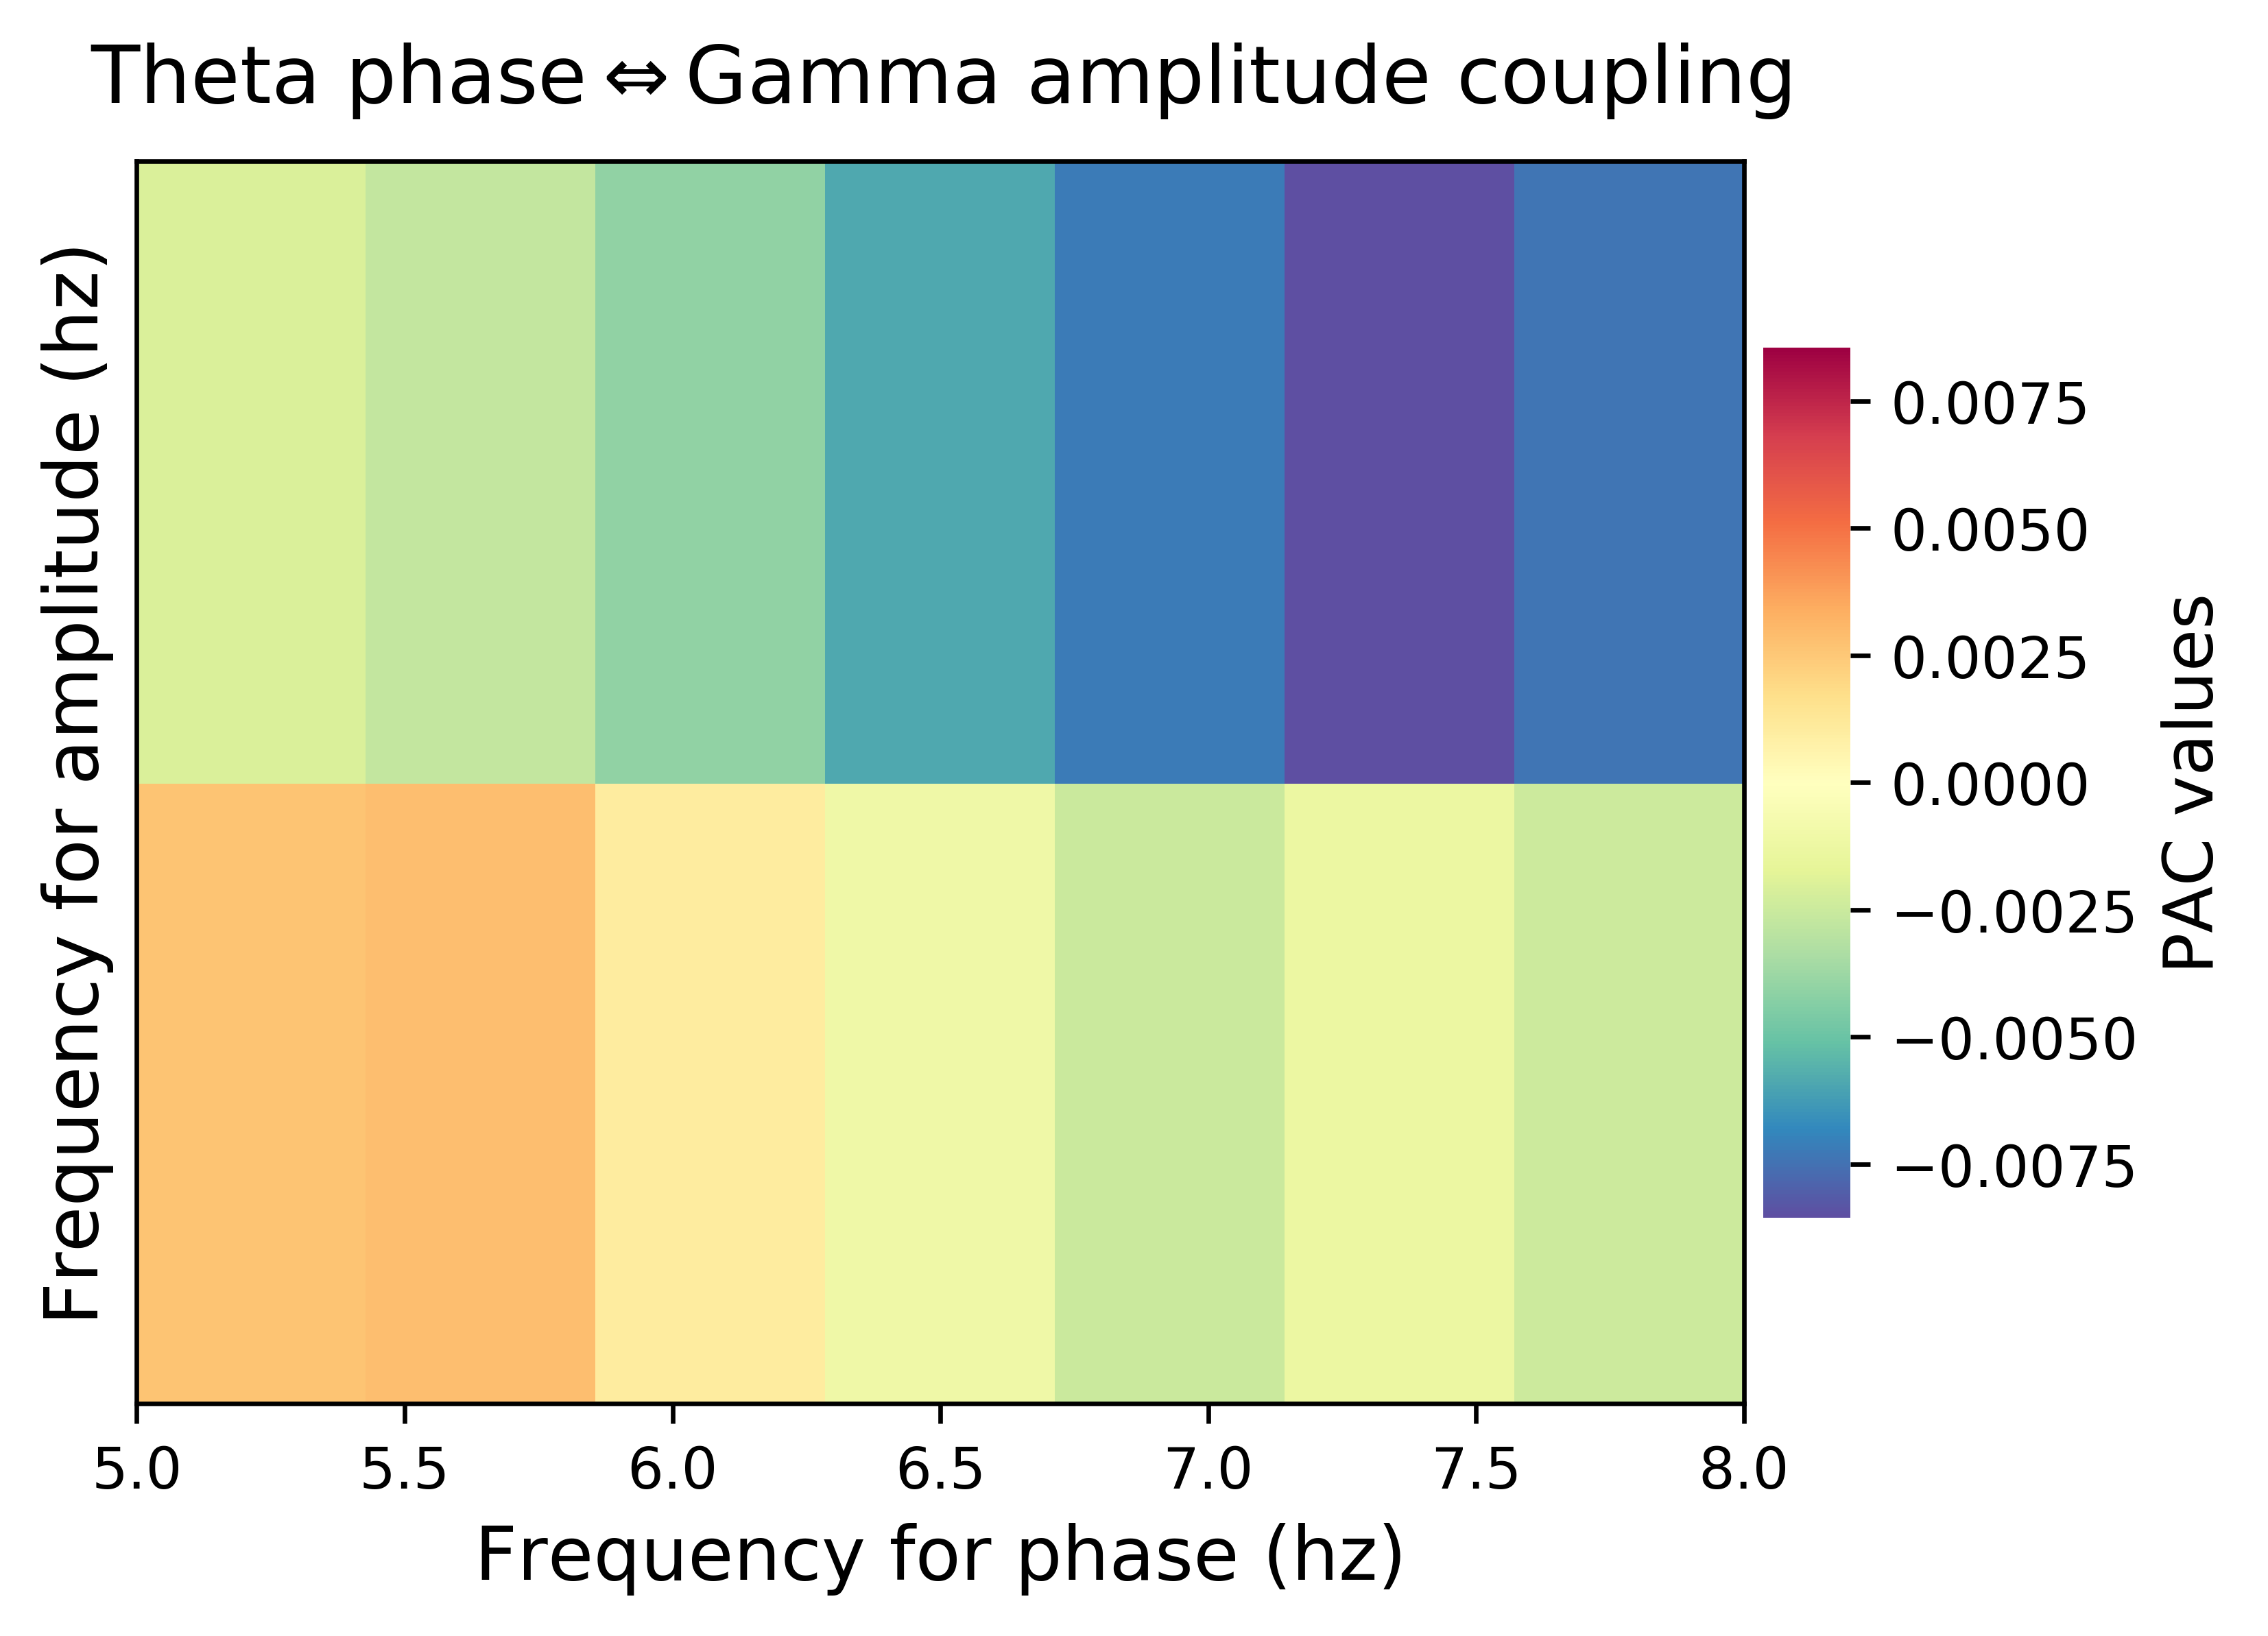 Theta phase⇔Gamma amplitude coupling
Frequency for amplitude (hz)
0.0075
0.0050
0.0025
0.0000
−0.0025
−0.0050
−0.0075
PAC values
5.0 5.5 6.0 6.5 7.0 7.5 8.0
Frequency for phase (hz)